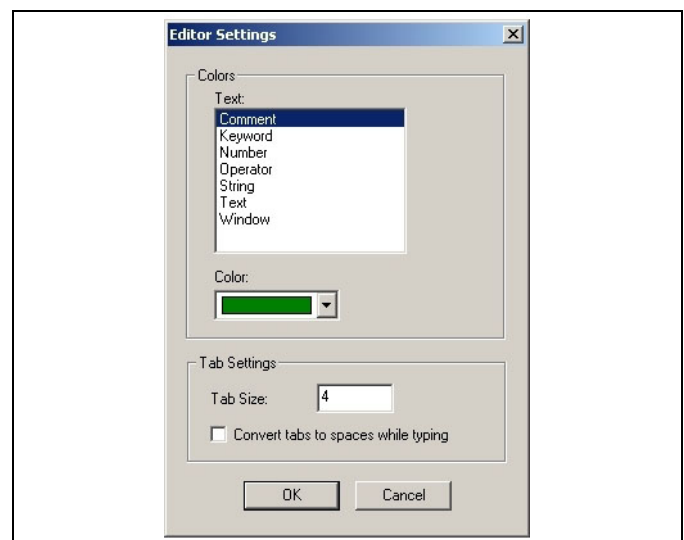 Editor Settings
Colors
Text:
Comment
Keyword
Number
Operator
String
Text
Window
Color:
Tab Settings
Tab Size: 4
Convert tabs to spaces while typing
OK Cancel